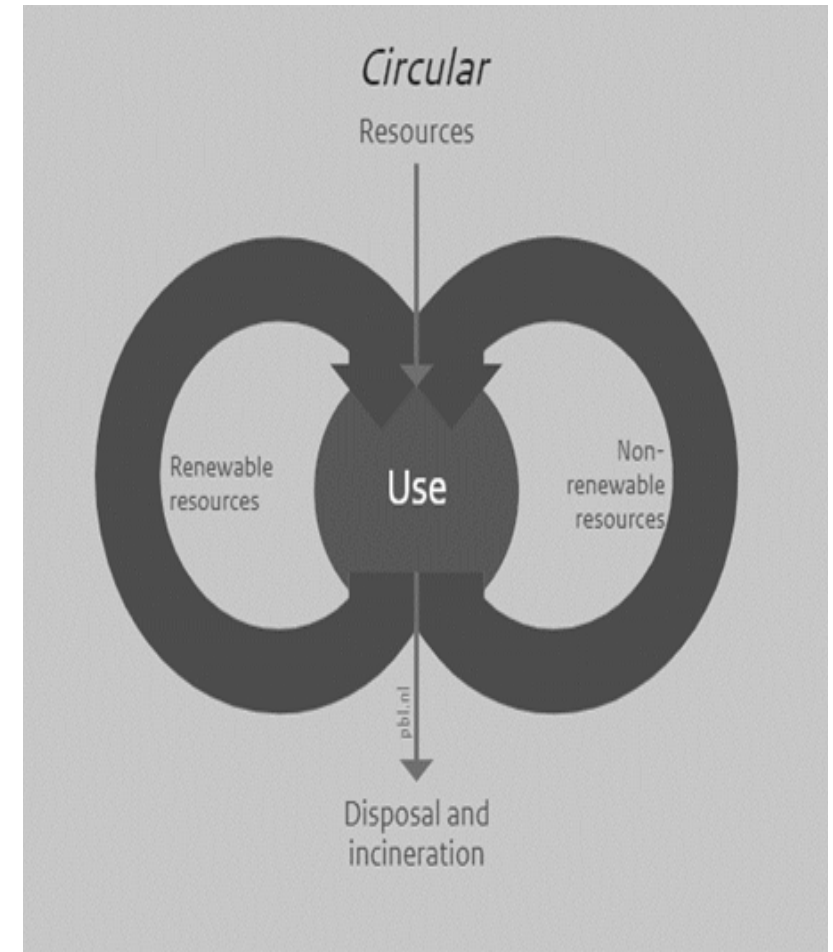 Circular
Resources
Renewable
resources
Non-
renewable
resources
Use
pbl.nl
Disposal and
incineration